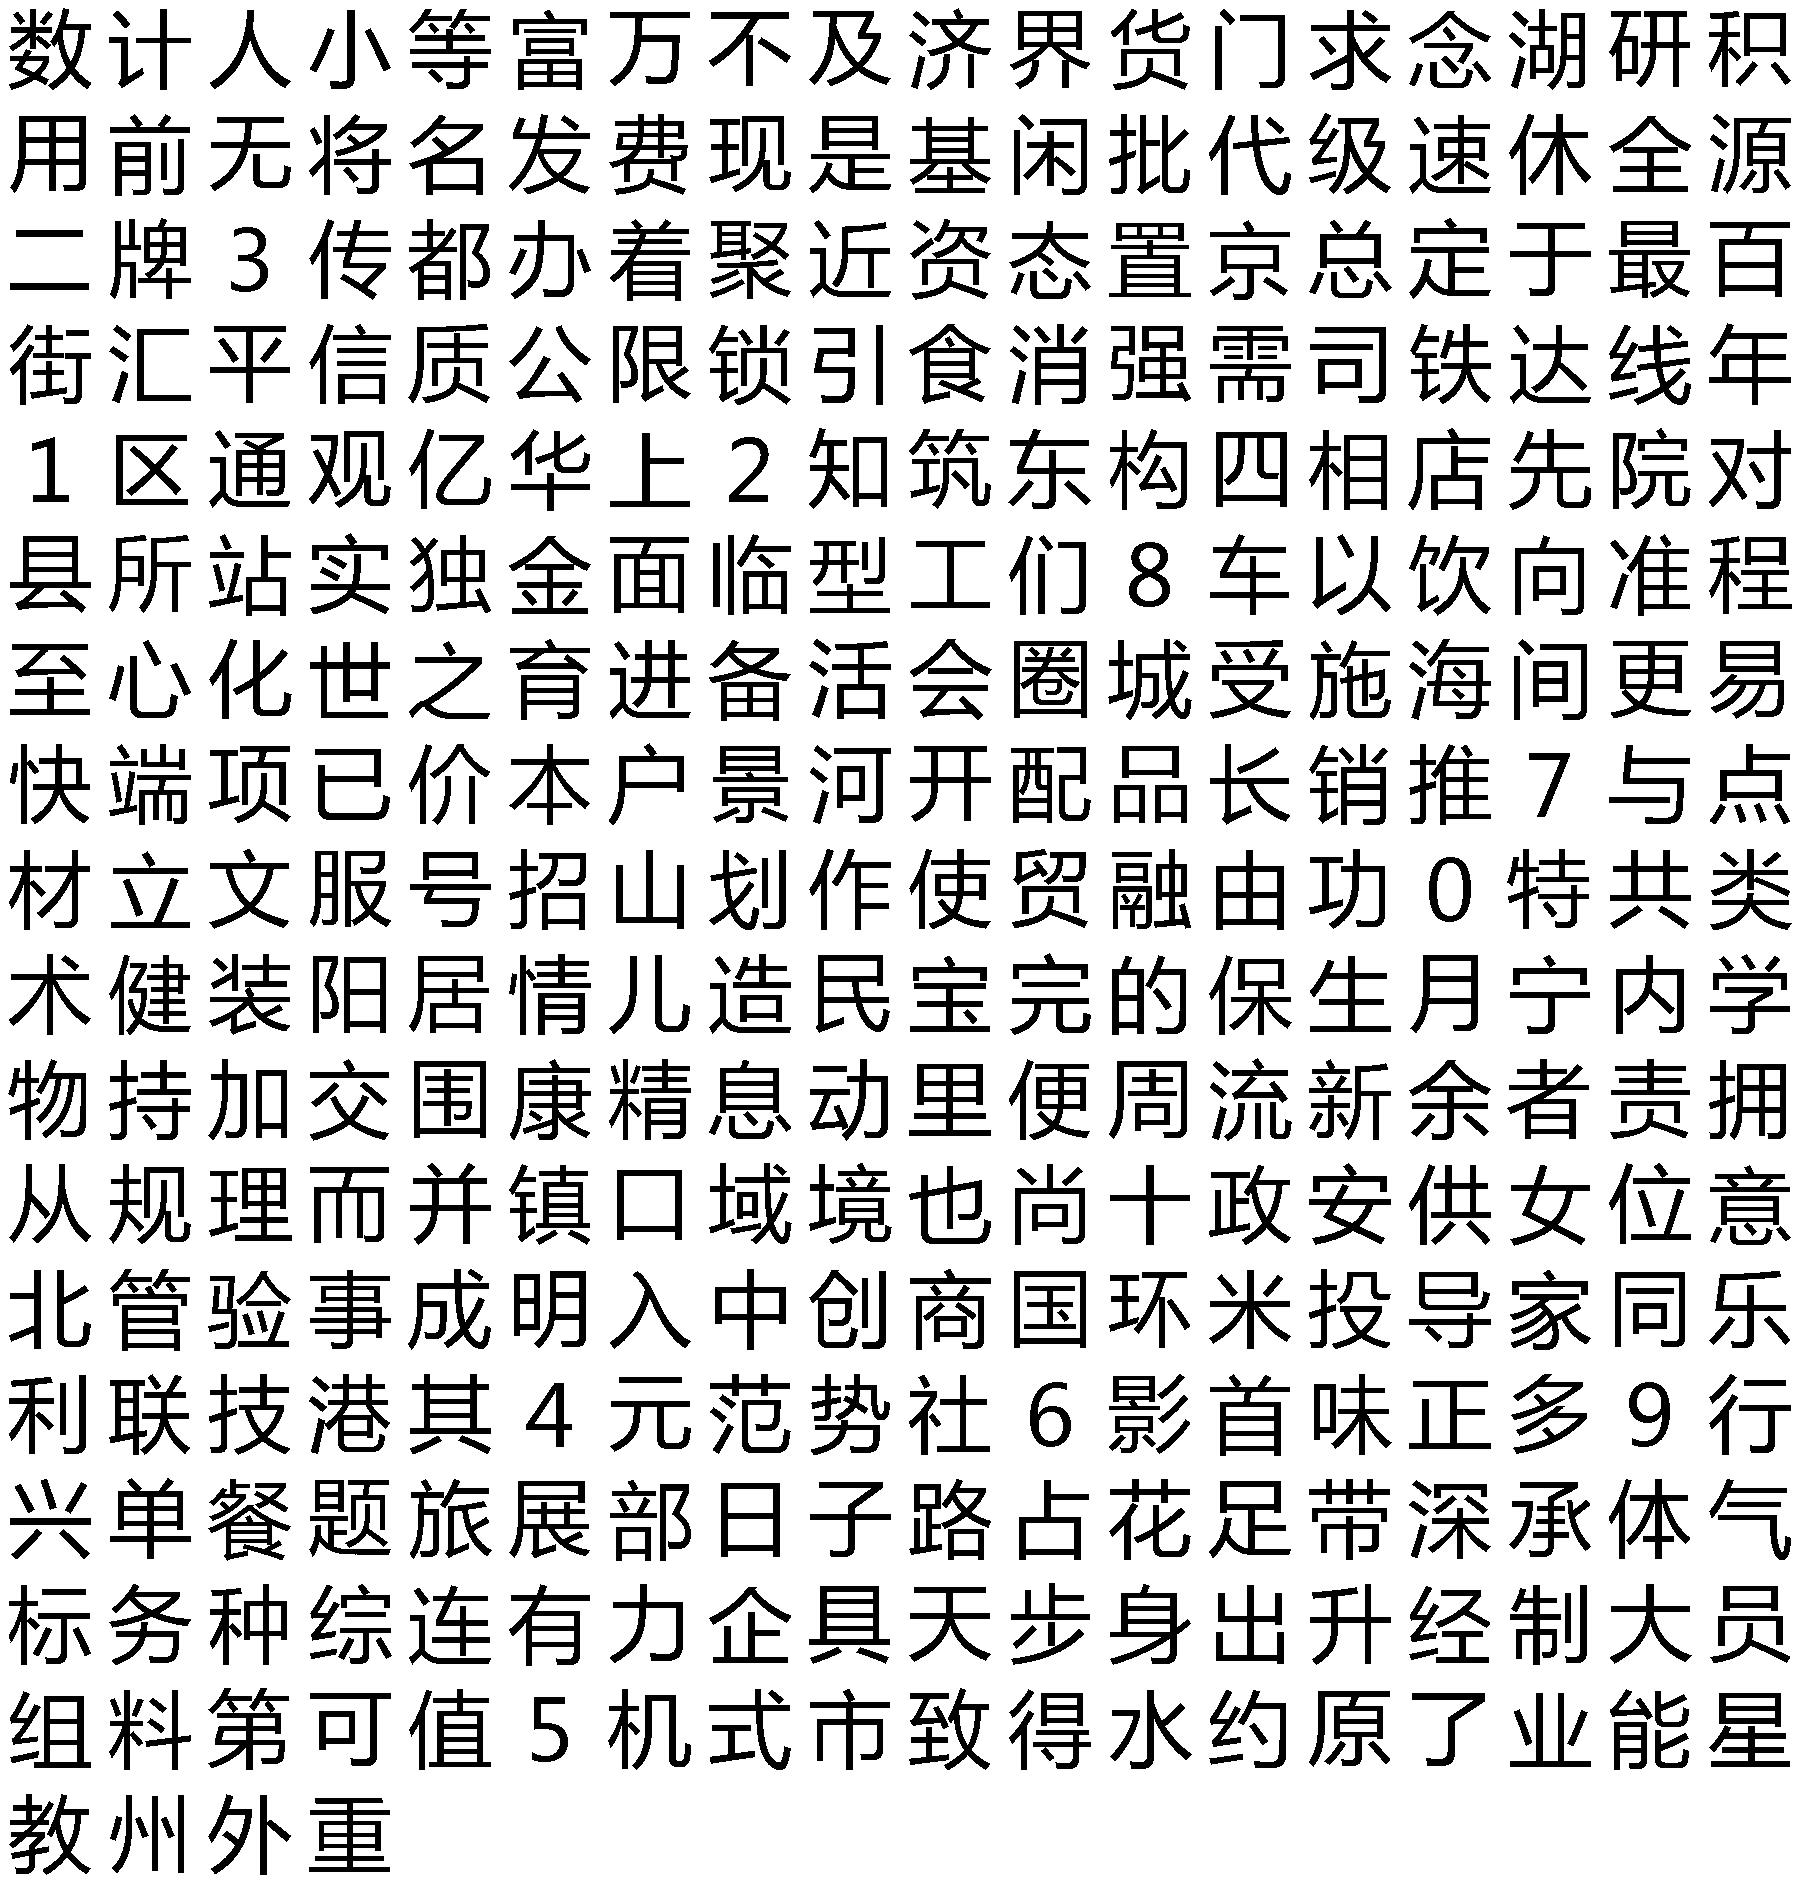 数计人小等富万不及济界货门求念湖研积
用前无将名发费现是基闲批代级速休全源
二牌3传都办着聚近资态置京总定于最百
街汇平信质公限锁引食消强需司铁达线年
1区通观亿华上2知筑东构四相店先院对
县所站实独金面临型工们8车以饮向准程
至心化世之育进备活会圈城受施海间更易
快端项已价本户景河开配品长销推7与点
材立文服号招山划作使贸融由功0特共类
术健装阳居情儿造民宝完的保生月宁内学
物持加交围康精息动里便周流新余者责拥
从规理而并镇口域境也尚十政安供女位意
北管验事成明入中创商国环米投导家同乐
利联技港其4元范势社6影首味正多9行
兴单餐题旅展部日子路占花足带深承体气
标务种综连有力企具天步身出升经制大员
组料第可值5机式市致得水约原了业能星
教州外重